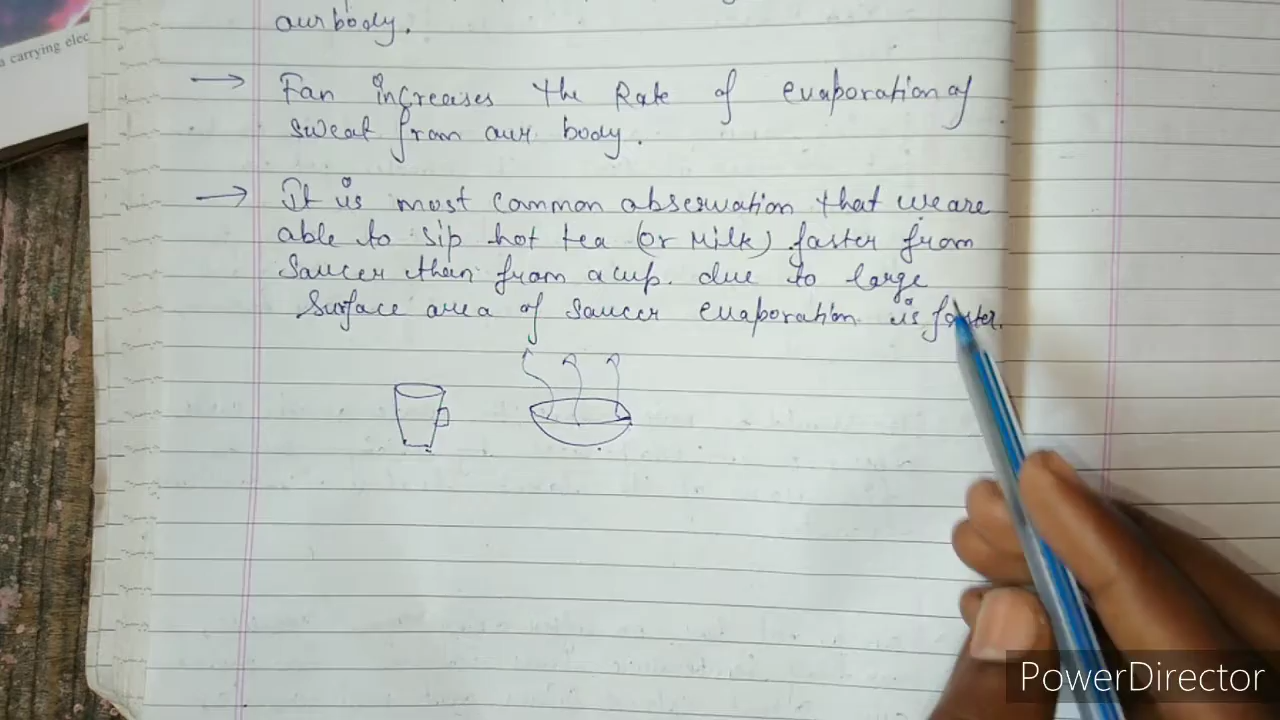 a carrying elec
our body.
→ Fan increases the Rate of evaporation of
sweat from our body.
→ It is most common observation that we are
able to sip hot tea (or Milk) faster from
Saucer than from a cup. due to large
Surface area of Saucer evaporation is faster.
PowerDirector